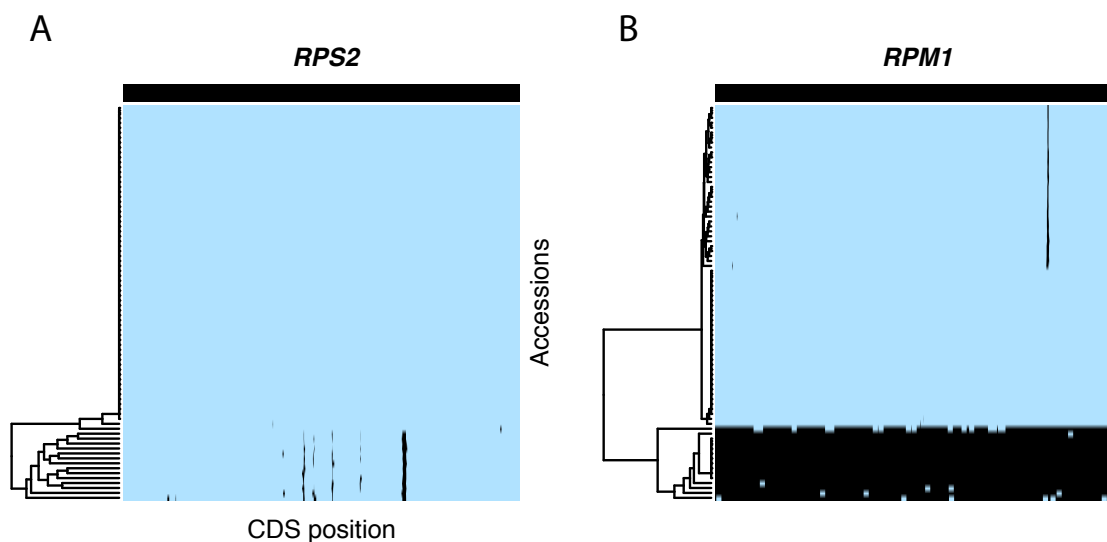 A
RPS2
CDS position
Accessions
B
RPM1